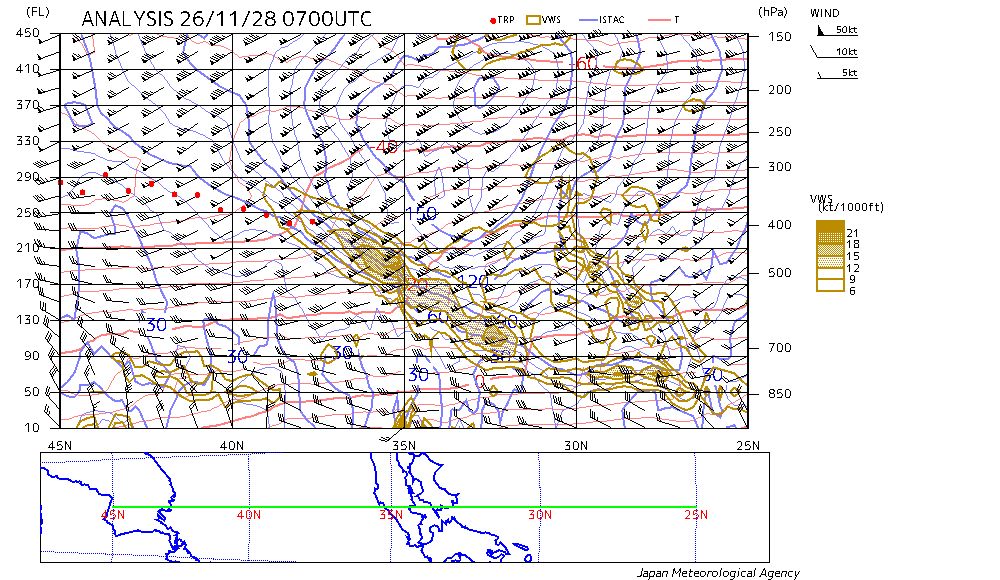 (FL) ANALYSIS 26/11/28 0700UTC TRP VWS ISTAC T (hPa) WIND
450 150
50kt
10kt
410 -60
5kt
370 200
330 250
-40
290 300
VWS
(kt/1000ft)
250 150 400
21
210 18
15
170 120 500 12
9
6
130 30 60 90
90 30 30 30 700
30 30
50 0 850
10
45N 40N 35N 30N 25N
45N 40N 35N 30N 25N
Japan Meteorological Agency